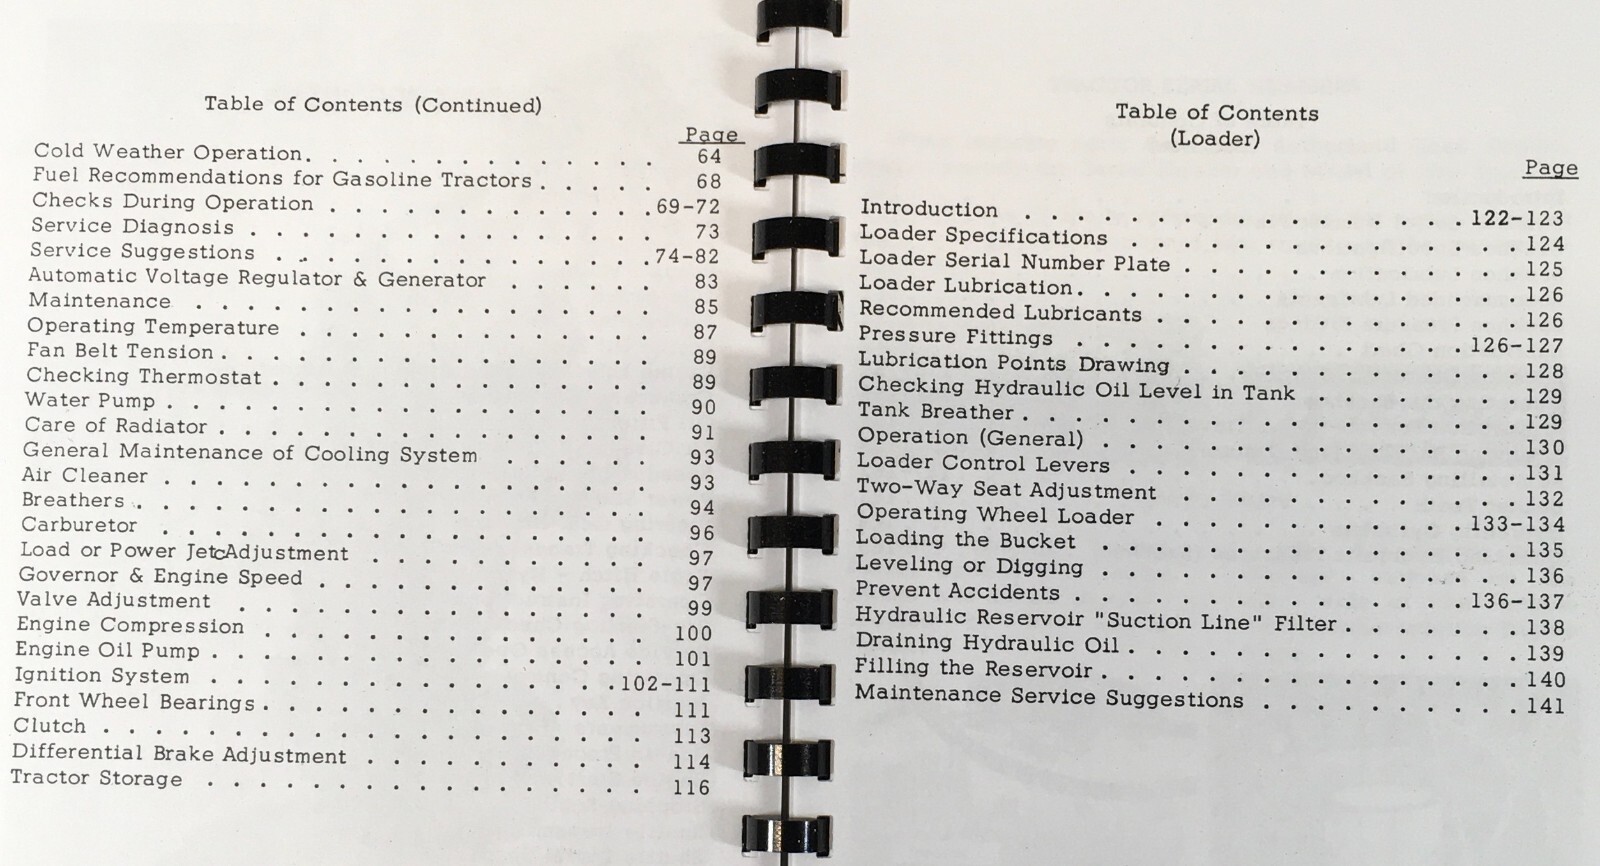 Table of Contents (Continued)
Page
Cold Weather Operation. . . . . . . . . . . . . . 64
Fuel Recommendations for Gasoline Tractors . . . . . 68
Checks During Operation . . . . . . . . . . . . .69-72
Service Diagnosis . . . . . . . . . . . . . . . . 73
Service Suggestions . . . . . . . . . . . . . . .74-82
Automatic Voltage Regulator & Generator . . . . . . 83
Maintenance . . . . . . . . . . . . . . . . . . 85
Operating Temperature . . . . . . . . . . . . . . 87
Fan Belt Tension . . . . . . . . . . . . . . . . . 89
Checking Thermostat . . . . . . . . . . . . . . . 89
Water Pump . . . . . . . . . . . . . . . . . . . 90
Care of Radiator . . . . . . . . . . . . . . . . . 91
General Maintenance of Cooling System . . . . . . 93
Air Cleaner . . . . . . . . . . . . . . . . . . . 93
Breathers . . . . . . . . . . . . . . . . . . . . 94
Carburetor . . . . . . . . . . . . . . . . . . . 96
Load or Power JetcAdjustment . . . . . . . . . . . 97
Governor & Engine Speed . . . . . . . . . . . . . 97
Valve Adjustment . . . . . . . . . . . . . . . . 99
Engine Compression . . . . . . . . . . . . . . . 100
Engine Oil Pump . . . . . . . . . . . . . . . . . 101
Ignition System . . . . . . . . . . . . . . . .102-111
Front Wheel Bearings . . . . . . . . . . . . . . . 111
Clutch . . . . . . . . . . . . . . . . . . . . . 113
Differential Brake Adjustment . . . . . . . . . . . 114
Tractor Storage . . . . . . . . . . . . . . . . . 116
Table of Contents
(Loader)
Page
Introduction . . . . . . . . . . . . . . . . . 122-123
Loader Specifications . . . . . . . . . . . . . . . 124
Loader Serial Number Plate . . . . . . . . . . . . . 125
Loader Lubrication . . . . . . . . . . . . . . . . . 126
Recommended Lubricants . . . . . . . . . . . . . . 126
Pressure Fittings . . . . . . . . . . . . . . . 126-127
Lubrication Points Drawing . . . . . . . . . . . . . 128
Checking Hydraulic Oil Level in Tank . . . . . . . . . 129
Tank Breather . . . . . . . . . . . . . . . . . . . 129
Operation (General) . . . . . . . . . . . . . . . . 130
Loader Control Levers . . . . . . . . . . . . . . . 131
Two-Way Seat Adjustment . . . . . . . . . . . . . . 132
Operating Wheel Loader . . . . . . . . . . . . 133-134
Loading the Bucket . . . . . . . . . . . . . . . . 135
Leveling or Digging . . . . . . . . . . . . . . . . 136
Prevent Accidents . . . . . . . . . . . . . . . 136-137
Hydraulic Reservoir "Suction Line" Filter . . . . . . . 138
Draining Hydraulic Oil . . . . . . . . . . . . . . . 139
Filling the Reservoir . . . . . . . . . . . . . . . . 140
Maintenance Service Suggestions . . . . . . . . . . 141